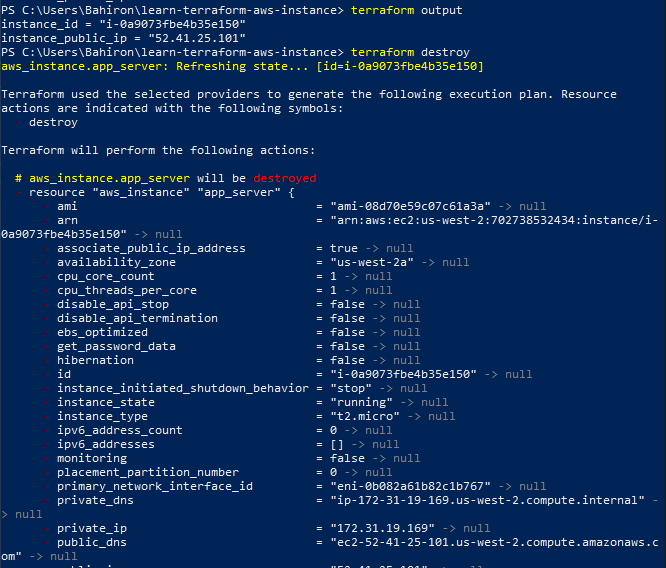 PS C:\Users\Bahiron\learn-terraform-aws-instance> terraform output
instance_id = "i-0a9073fbe4b35e150"
instance_public_ip = "52.41.25.101"
PS C:\Users\Bahiron\learn-terraform-aws-instance> terraform destroy
aws_instance.app_server: Refreshing state... [id=i-0a9073fbe4b35e150]
Terraform used the selected providers to generate the following execution plan. Resource
actions are indicated with the following symbols:
- destroy
Terraform will perform the following actions:
# aws_instance.app_server will be destroyed
- resource "aws_instance" "app_server" {
- ami = "ami-08d70e59c07c61a3a" -> null
- arn = "arn:aws:ec2:us-west-2:702738532434:instance/i-
0a9073fbe4b35e150" -> null
- associate_public_ip_address = true -> null
- availability_zone = "us-west-2a" -> null
- cpu_core_count = 1 -> null
- cpu_threads_per_core = 1 -> null
- disable_api_stop = false -> null
- disable_api_termination = false -> null
- ebs_optimized = false -> null
- get_password_data = false -> null
- hibernation = false -> null
- id = "i-0a9073fbe4b35e150" -> null
- instance_initiated_shutdown_behavior = "stop" -> null
- instance_state = "running" -> null
- instance_type = "t2.micro" -> null
- ipv6_address_count = 0 -> null
- ipv6_addresses = [] -> null
- monitoring = false -> null
- placement_partition_number = 0 -> null
- primary_network_interface_id = "eni-0b082a61b82c1b767" -> null
- private_dns = "ip-172-31-19-169.us-west-2.compute.internal" -
> null
- private_ip = "172.31.19.169" -> null
- public_dns = "ec2-52-41-25-101.us-west-2.compute.amazonaws.c
om" -> null